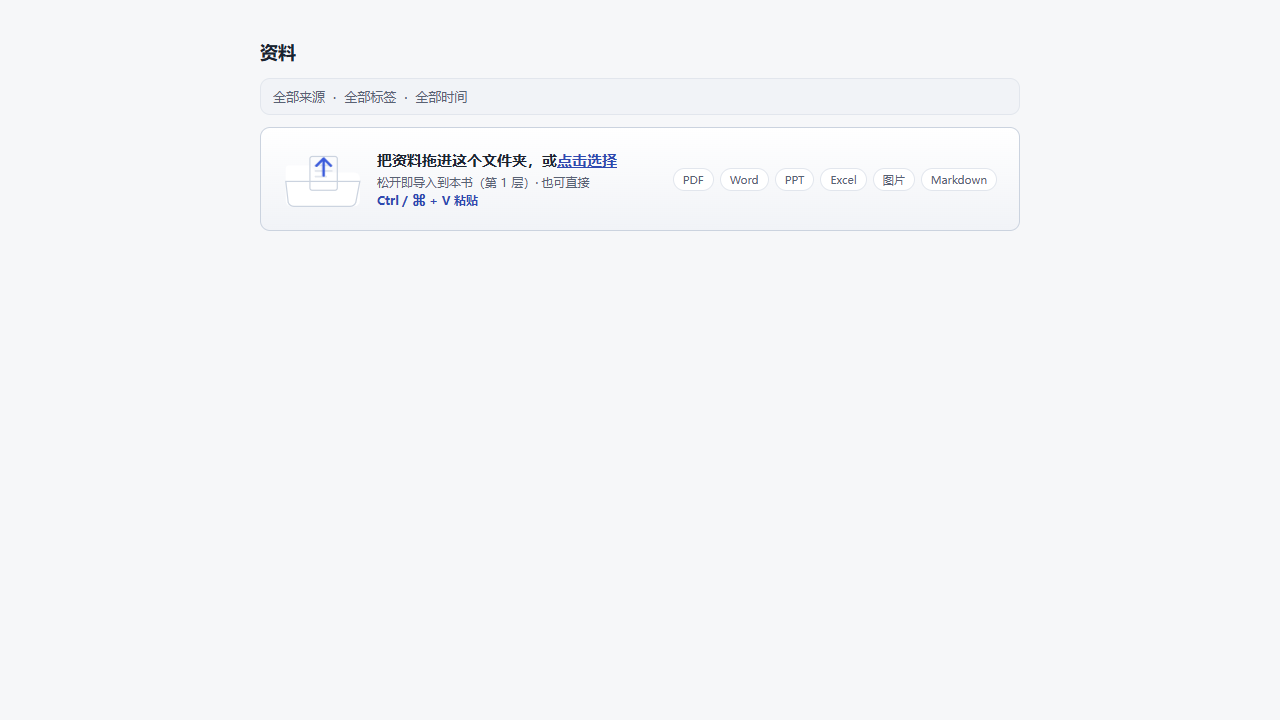 资料
全部来源 · 全部标签 · 全部时间
把资料拖进这个文件夹，或点击选择
松开即导入到本书（第 1 层）· 也可直接
Ctrl / ⌘ + V 粘贴
PDF Word PPT Excel 图片 Markdown